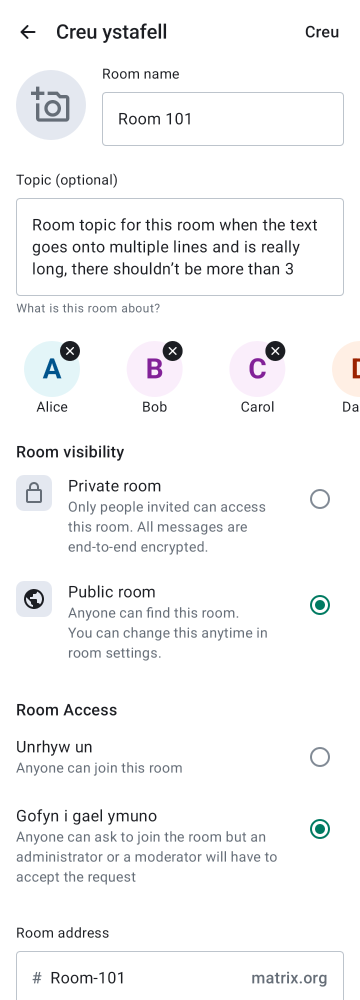 Creu ystafell
Creu
Room name
Room 101
Topic (optional)
Room topic for this room when the text
goes onto multiple lines and is really
long, there shouldn’t be more than 3
What is this room about?
A B C
Alice Bob Carol Da
Room visibility
Private room
Only people invited can access
this room. All messages are
end-to-end encrypted.
Public room
Anyone can find this room.
You can change this anytime in
room settings.
Room Access
Unrhyw un
Anyone can join this room
Gofyn i gael ymuno
Anyone can ask to join the room but an
administrator or a moderator will have to
accept the request
Room address
# Room-101 matrix.org